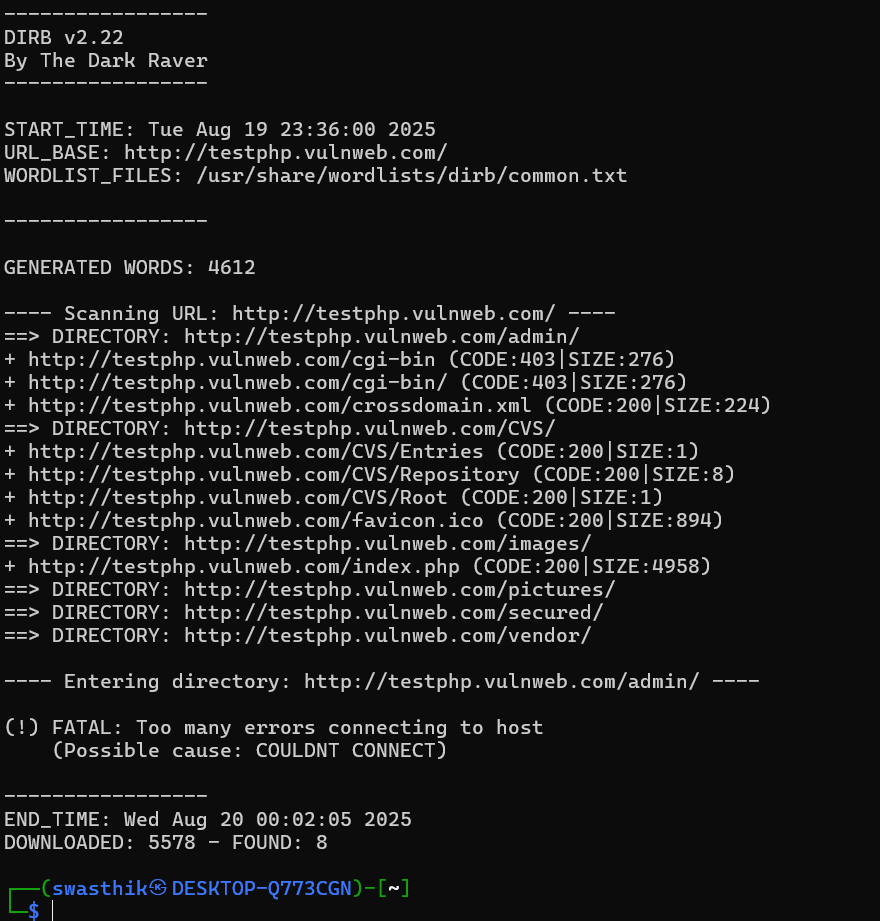 -----------------
DIRB v2.22
By The Dark Raver
-----------------
START_TIME: Tue Aug 19 23:36:00 2025
URL_BASE: http://testphp.vulnweb.com/
WORDLIST_FILES: /usr/share/wordlists/dirb/common.txt
-----------------
GENERATED WORDS: 4612
---- Scanning URL: http://testphp.vulnweb.com/ ----
==> DIRECTORY: http://testphp.vulnweb.com/admin/
+ http://testphp.vulnweb.com/cgi-bin (CODE:403|SIZE:276)
+ http://testphp.vulnweb.com/cgi-bin/ (CODE:403|SIZE:276)
+ http://testphp.vulnweb.com/crossdomain.xml (CODE:200|SIZE:224)
==> DIRECTORY: http://testphp.vulnweb.com/CVS/
+ http://testphp.vulnweb.com/CVS/Entries (CODE:200|SIZE:1)
+ http://testphp.vulnweb.com/CVS/Repository (CODE:200|SIZE:8)
+ http://testphp.vulnweb.com/CVS/Root (CODE:200|SIZE:1)
+ http://testphp.vulnweb.com/favicon.ico (CODE:200|SIZE:894)
==> DIRECTORY: http://testphp.vulnweb.com/images/
+ http://testphp.vulnweb.com/index.php (CODE:200|SIZE:4958)
==> DIRECTORY: http://testphp.vulnweb.com/pictures/
==> DIRECTORY: http://testphp.vulnweb.com/secured/
==> DIRECTORY: http://testphp.vulnweb.com/vendor/
---- Entering directory: http://testphp.vulnweb.com/admin/ ----
(!) FATAL: Too many errors connecting to host
(Possible cause: COULDNT CONNECT)
-----------------
END_TIME: Wed Aug 20 00:02:05 2025
DOWNLOADED: 5578 - FOUND: 8
┌──(swasthik㉿DESKTOP-Q773CGN)-[~]
└─$